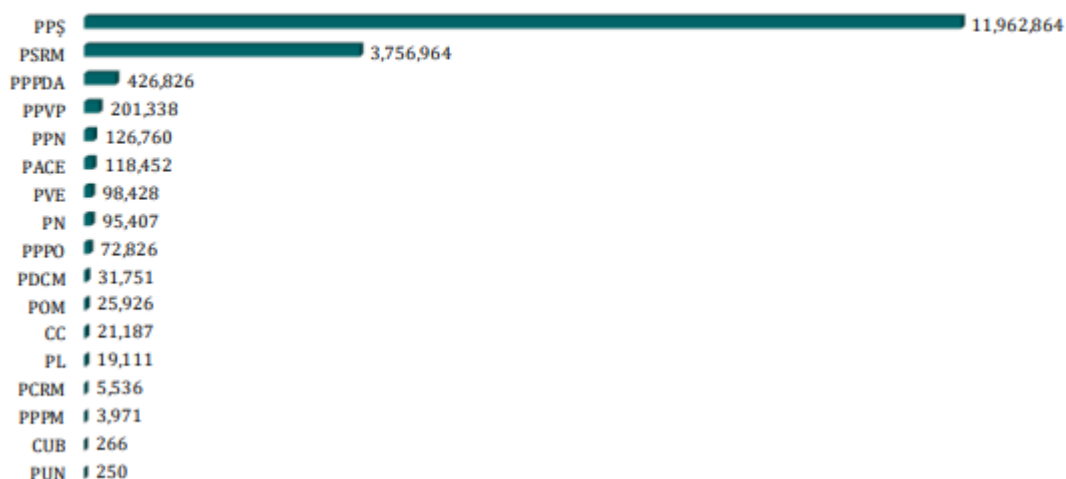 PPȘ 11,962,864
PSRM 3,756,964
PPPDA 426,826
PPVP 201,338
PPN 126,760
PACE 118,452
PVE 98,428
PN 95,407
PPPO 72,826
PDCM 31,751
POM 25,926
CC 21,187
PL 19,111
PCRM 5,536
PPPM 3,971
CUB 266
PUN 250